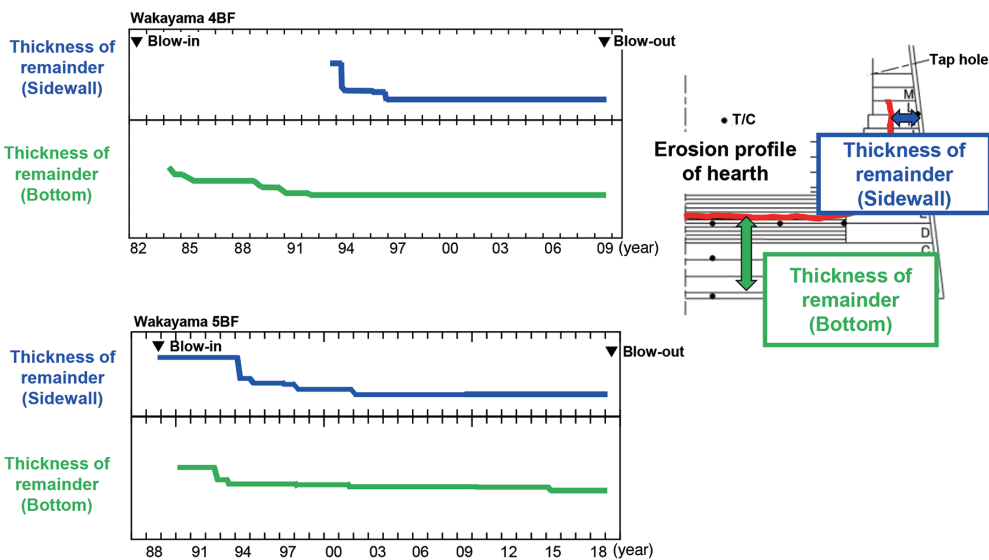 Wakayama 4BF
Thickness of
remainder
(Sidewall)
▼ Blow-in
▼ Blow-out
Thickness of
remainder
(Bottom)
82 85 88 91 94 97 00 03 06 09 (year)
Tap hole
M
L
• T/C
Erosion profile
of hearth
Thickness of
remainder
(Sidewall)
D
C
Thickness of
remainder
(Bottom)
Wakayama 5BF
Thickness of
remainder
(Sidewall)
▼ Blow-in
▼ Blow-out
Thickness of
remainder
(Bottom)
88 91 94 97 00 03 06 09 12 15 18 (year)